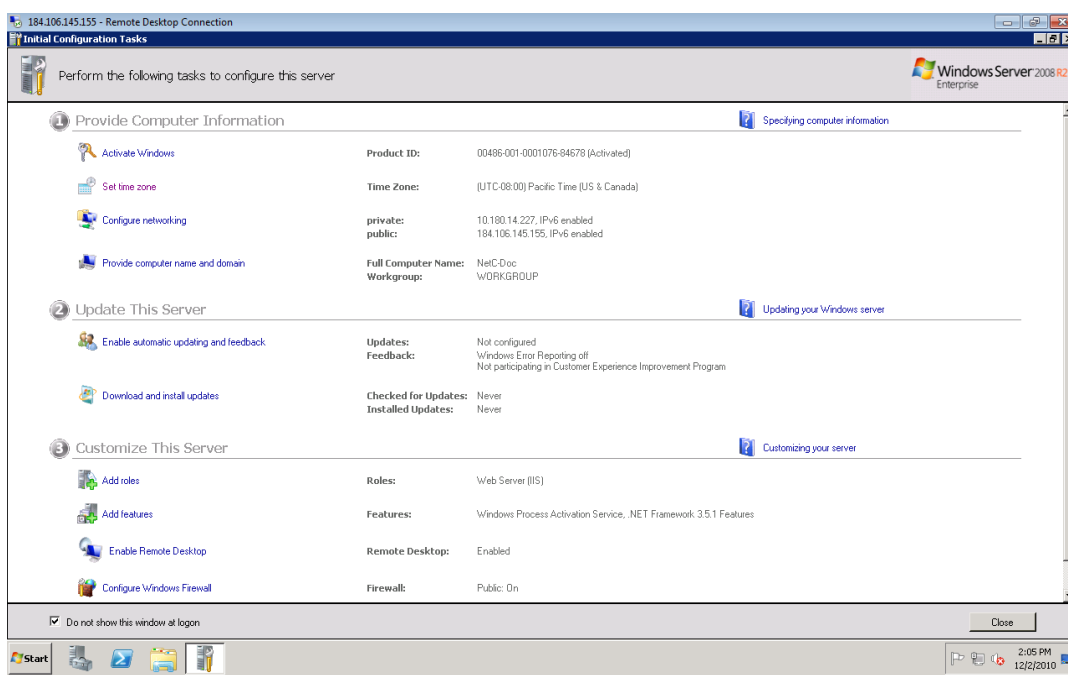 184.106.145.155 - Remote Desktop Connection
Initial Configuration Tasks
Perform the following tasks to configure this server
Windows Server 2008 R2
Enterprise
1 Provide Computer Information
Specifying computer information
Activate Windows Product ID: 00486-001-0001076-84678 (Activated)
Set time zone Time Zone: (UTC-08:00) Pacific Time (US & Canada)
Configure networking private: 10.180.14.227, IPv6 enabled
public: 184.106.145.155, IPv6 enabled
Provide computer name and domain Full Computer Name: NetC-Doc
Workgroup: WORKGROUP
2 Update This Server
Updating your Windows server
Enable automatic updating and feedback Updates: Not configured
Feedback: Windows Error Reporting off
Not participating in Customer Experience Improvement Program
Download and install updates Checked for Updates: Never
Installed Updates: Never
3 Customize This Server
Customizing your server
Add roles Roles: Web Server (IIS)
Add features Features: Windows Process Activation Service, .NET Framework 3.5.1 Features
Enable Remote Desktop Remote Desktop: Enabled
Configure Windows Firewall Firewall: Public: On
Do not show this window at logon
Close
Start
2:05 PM
12/2/2010